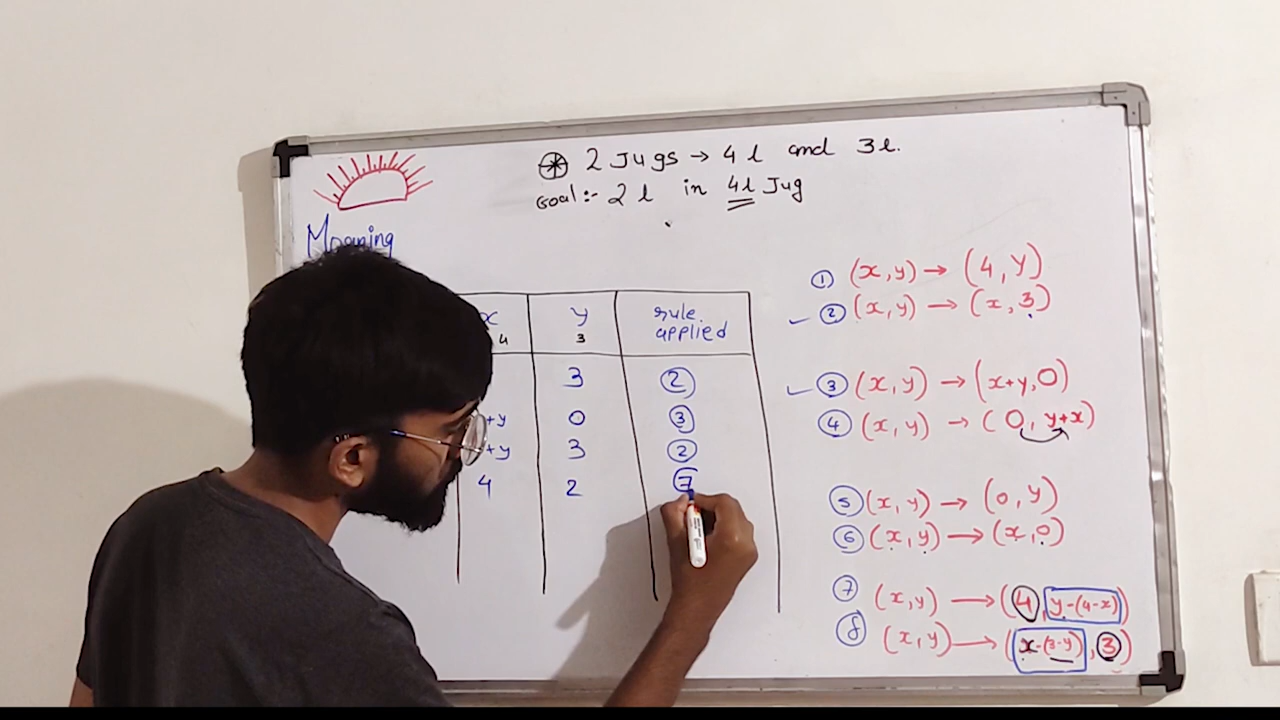 ⊛ 2 Jugs → 4 l and 3 l.
Goal:- 2 l in 4l Jug
Moaning
x y rule applied
4 3
3 ②
+y 0 ③
+y 3 ②
4 2 ⑦
① (x, y) → (4, y)
✓ ② (x, y) → (x, 3)
✓ ③ (x, y) → (x+y, 0)
④ (x, y) → (0, y+x)
⑤ (x, y) → (0, y)
⑥ (x, y) → (x, 0)
⑦ (x, y) → (4, y-(4-x))
⑧ (x, y) → (x-(3-y), 3)